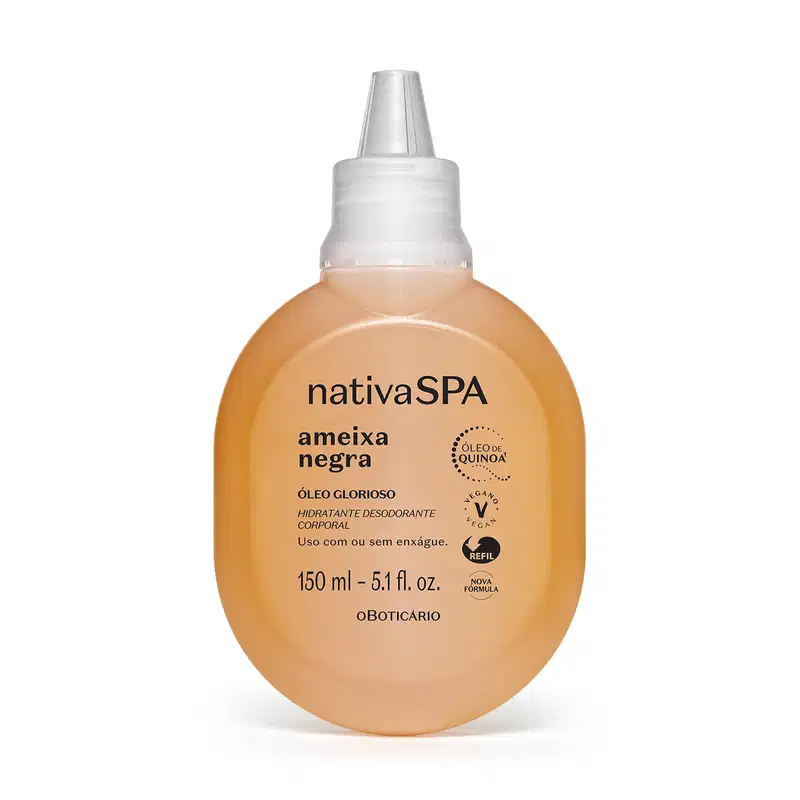 nativaSPA
ameixa
negra
ÓLEO GLORIOSO
HIDRATANTE DESODORANTE
CORPORAL
Uso com ou sem enxágue.
150 ml - 5.1 fl. oz.
oBOTICÁRIO
ÓLEO DE
QUINOA¹
VEGANO
V
VEGAN
REFIL
NOVA
FÓRMULA